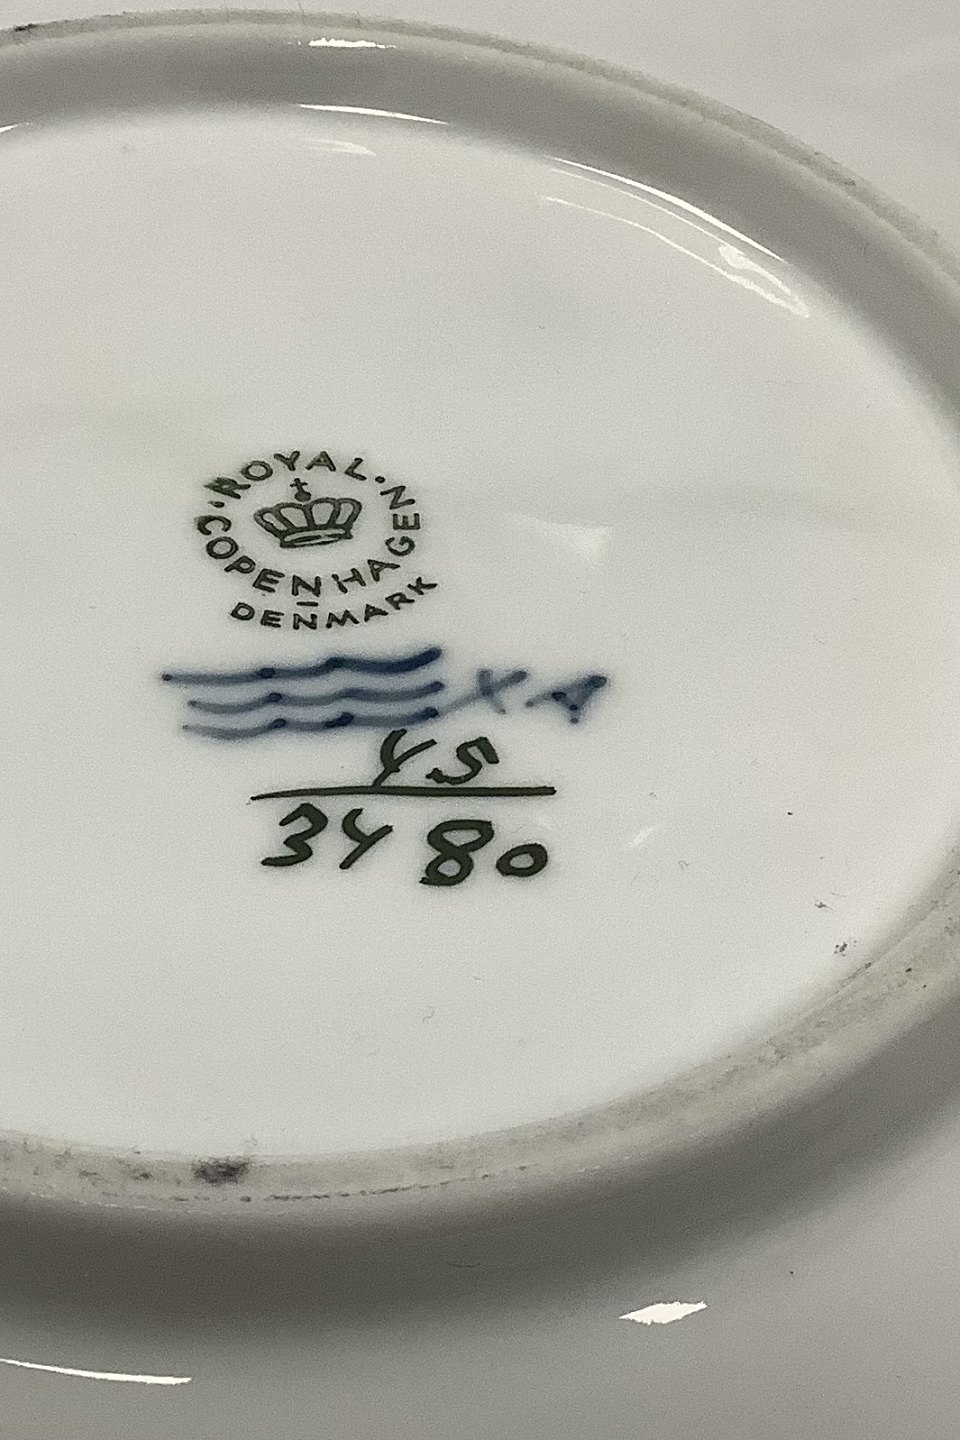 ROYAL
COPENHAGEN
DENMARK
XA
45
3480